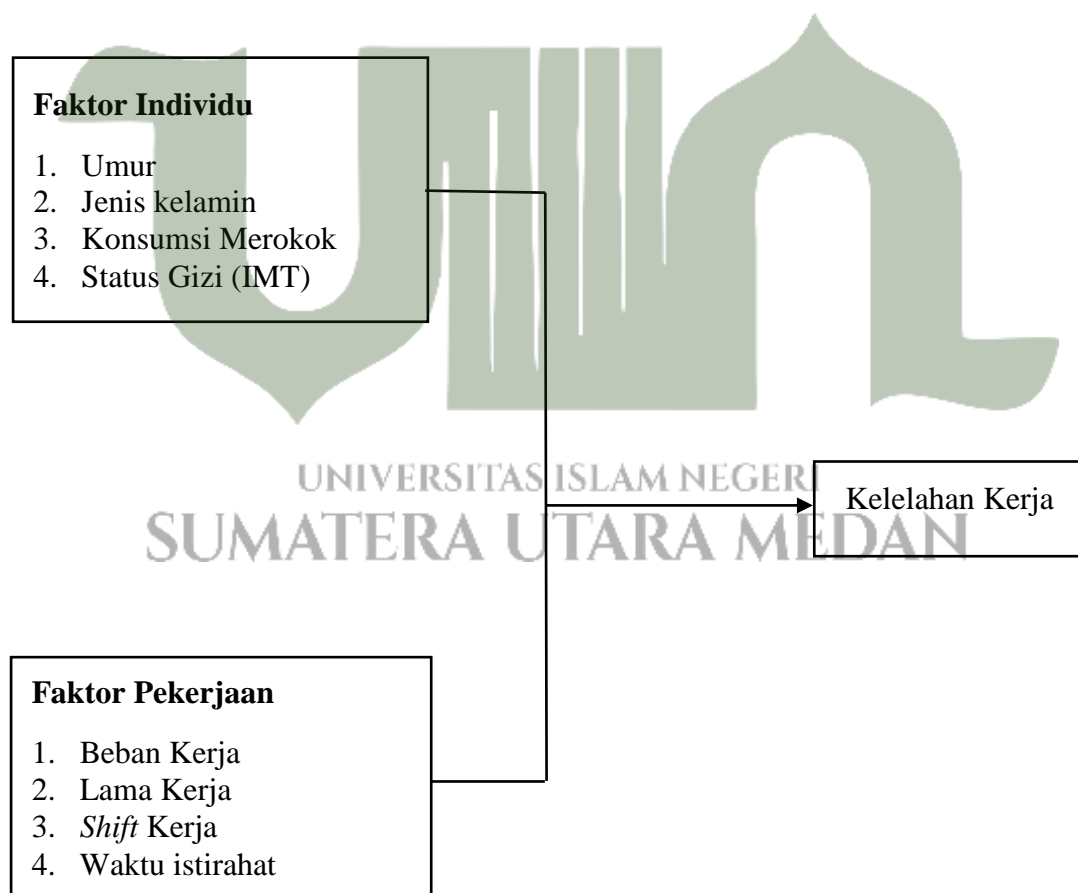 Faktor Individu
1. Umur
2. Jenis kelamin
3. Konsumsi Merokok
4. Status Gizi (IMT)
UNIVERSITAS ISLAM NEGERI
SUMATERA UTARA MEDAN
Kelelahan Kerja
Faktor Pekerjaan
1. Beban Kerja
2. Lama Kerja
3. Shift Kerja
4. Waktu istirahat